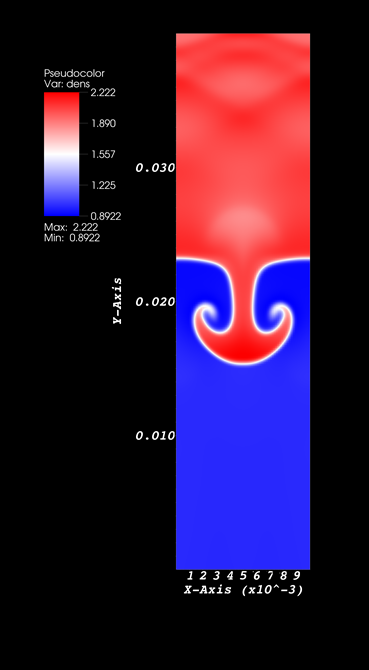 Pseudocolor
Var: dens
2.222
1.890
1.557
1.225
0.8922
Max: 2.222
Min: 0.8922
0.030
0.020
0.010
Y-Axis
1 2 3 4 5 6 7 8 9
X-Axis (x10^-3)